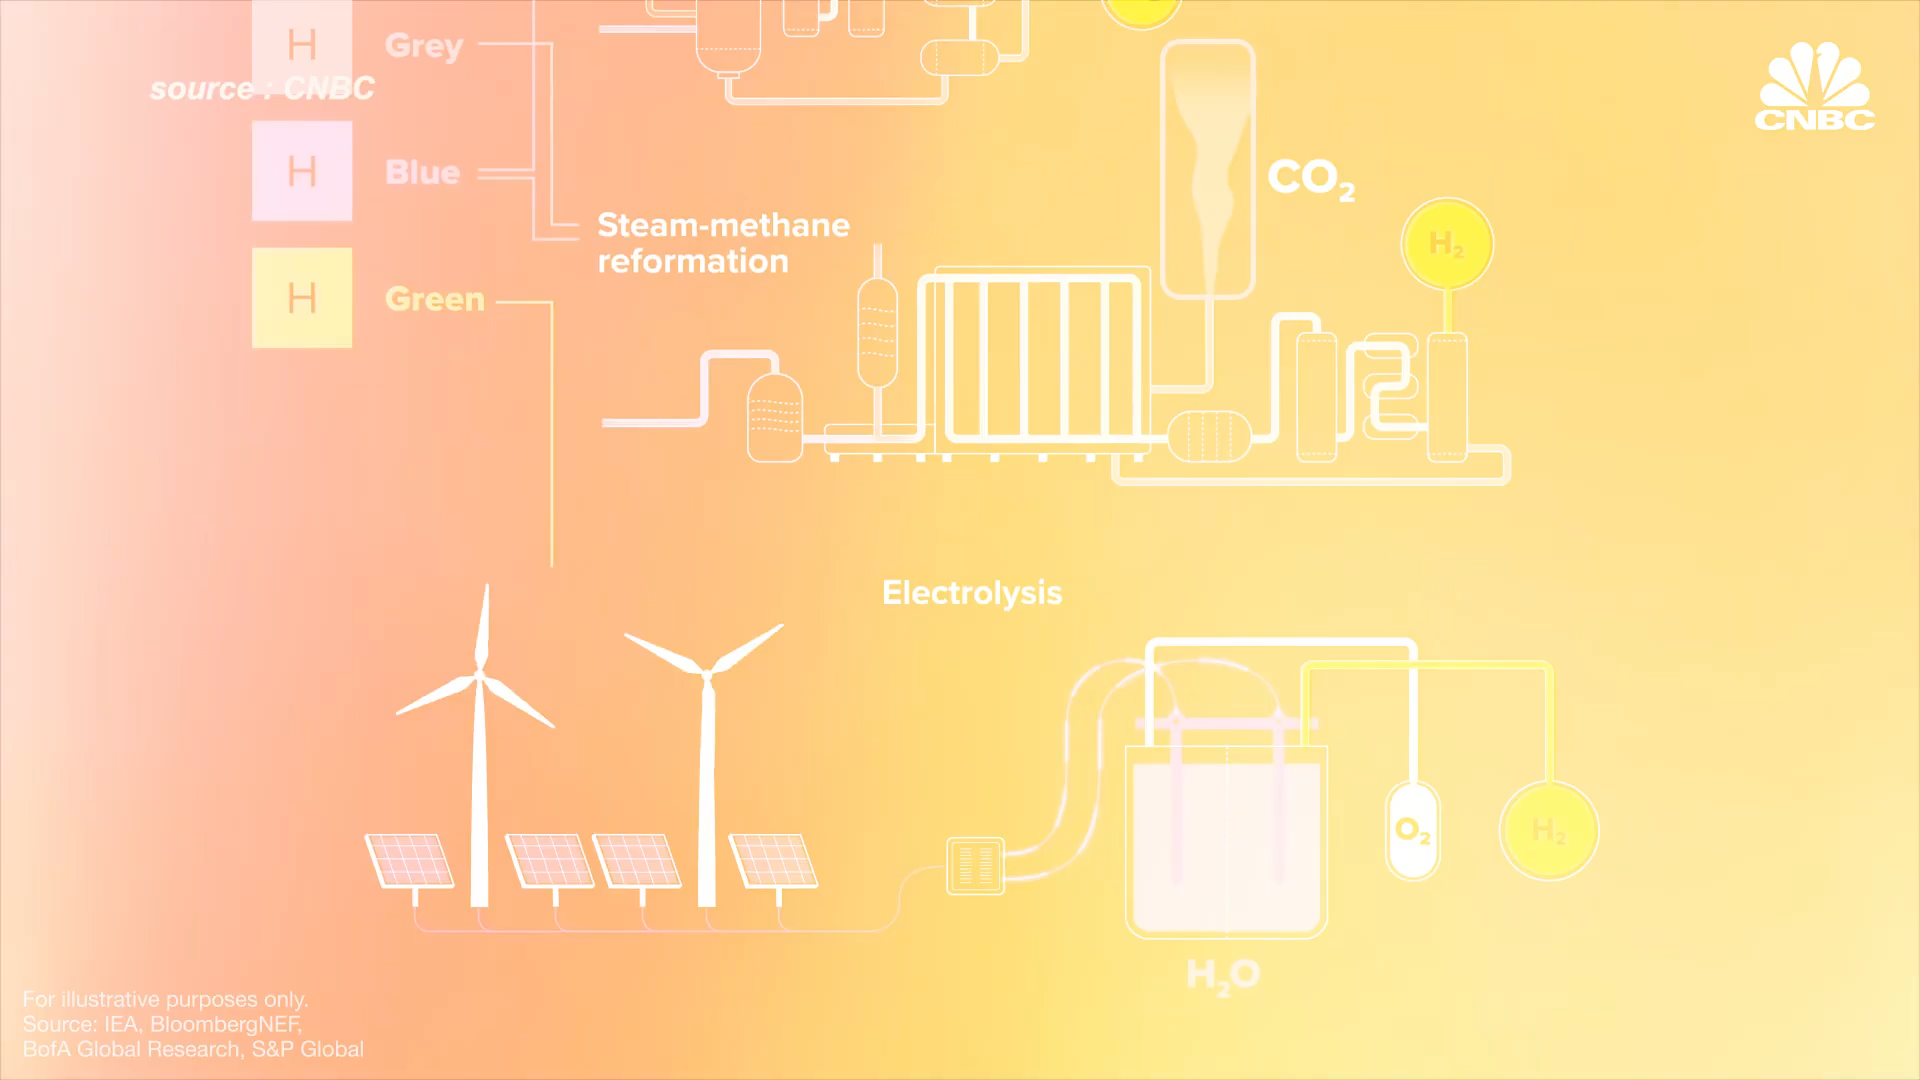 H Grey
source : CNBC
CNBC
H Blue
CO₂
Steam-methane
reformation
H₂
H Green
Electrolysis
O₂
H₂
H₂O
For illustrative purposes only.
Source: IEA, BloombergNEF,
BofA Global Research, S&P Global